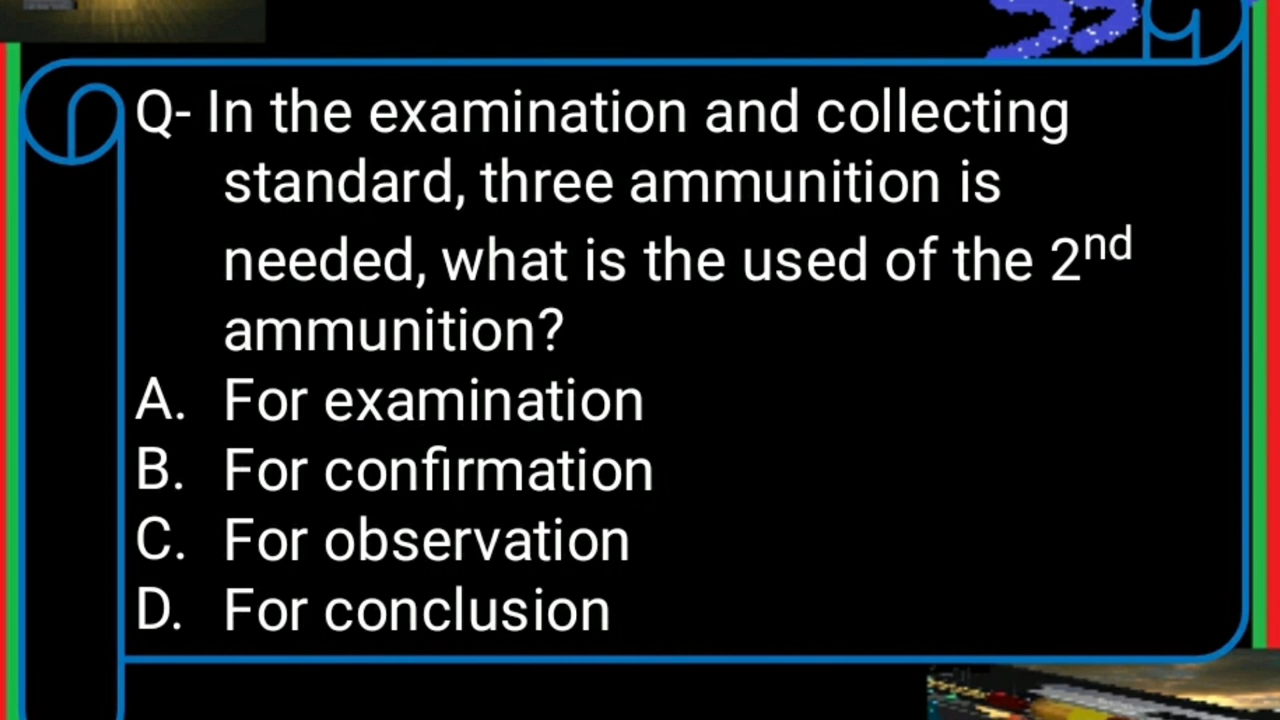 Q- In the examination and collecting
standard, three ammunition is
needed, what is the used of the 2nd
ammunition?
A. For examination
B. For confirmation
C. For observation
D. For conclusion